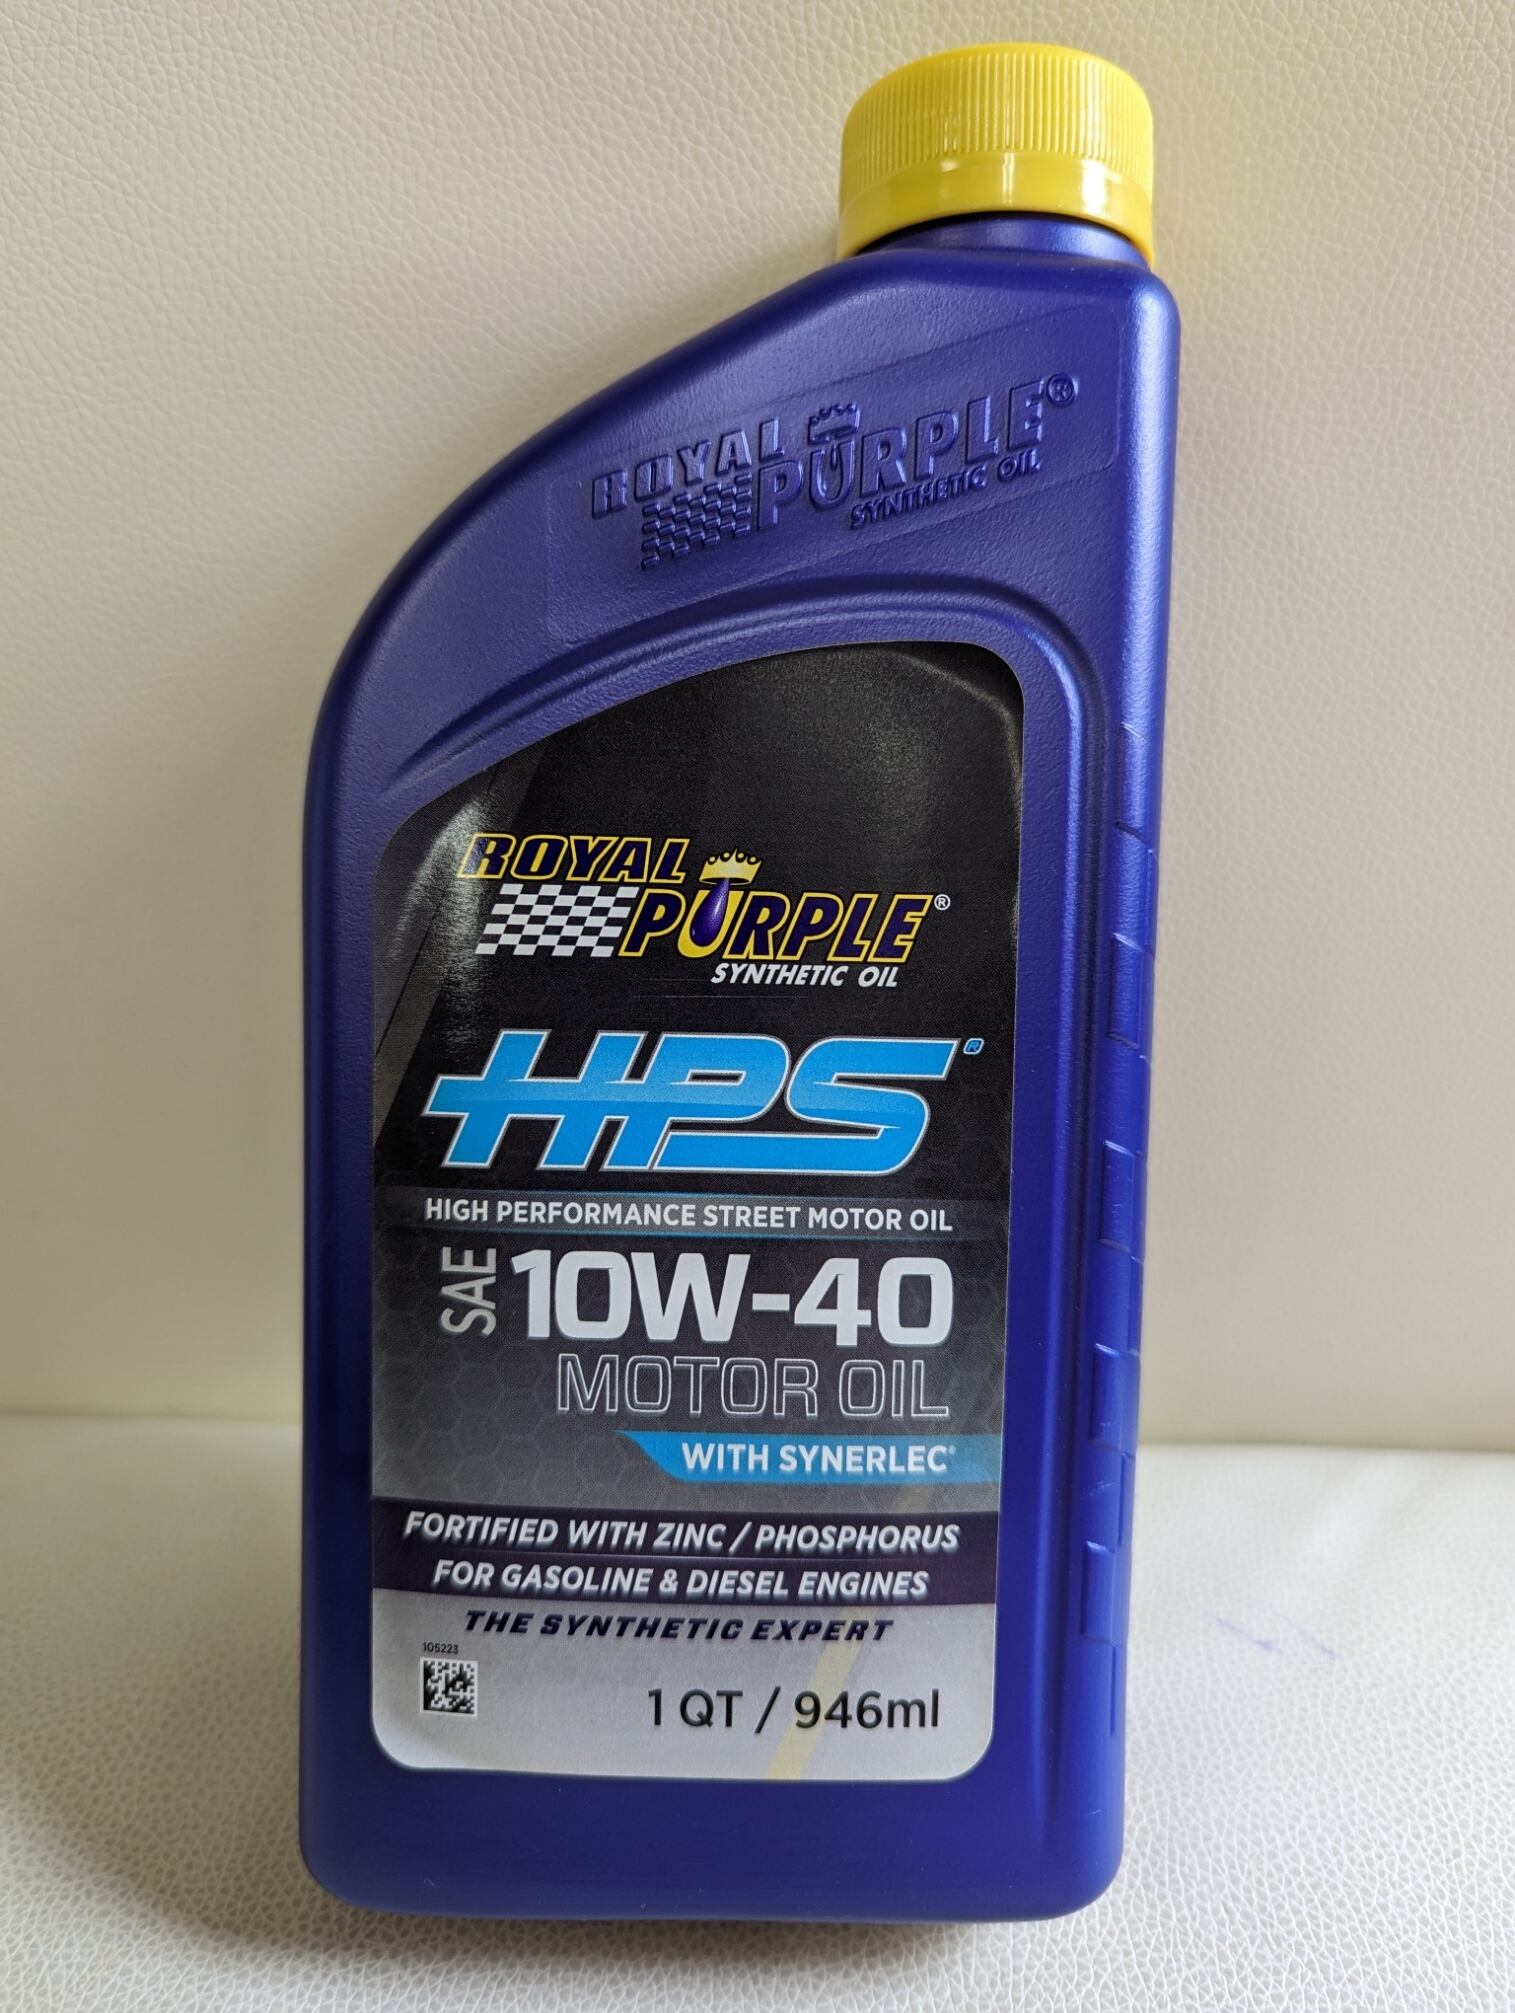 ROYAL
PURPLE®
SYNTHETIC OIL
ROYAL
PURPLE®
SYNTHETIC OIL
HPS®
HIGH PERFORMANCE STREET MOTOR OIL
SAE 10W-40
MOTOR OIL
WITH SYNERLEC®
FORTIFIED WITH ZINC / PHOSPHORUS
FOR GASOLINE & DIESEL ENGINES
THE SYNTHETIC EXPERT
105223
1 QT / 946ml